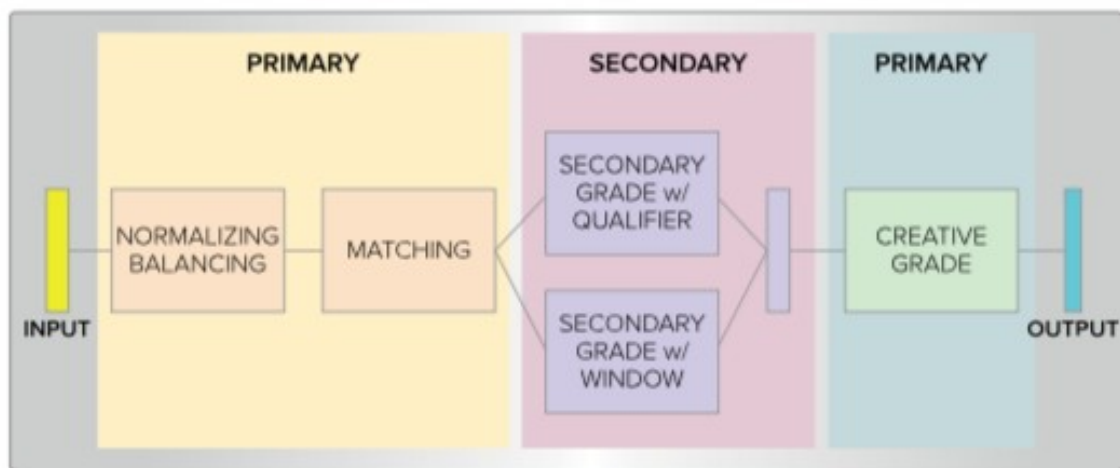 PRIMARY
SECONDARY
PRIMARY
INPUT
NORMALIZING
BALANCING
MATCHING
SECONDARY
GRADE w/
QUALIFIER
SECONDARY
GRADE w/
WINDOW
CREATIVE
GRADE
OUTPUT